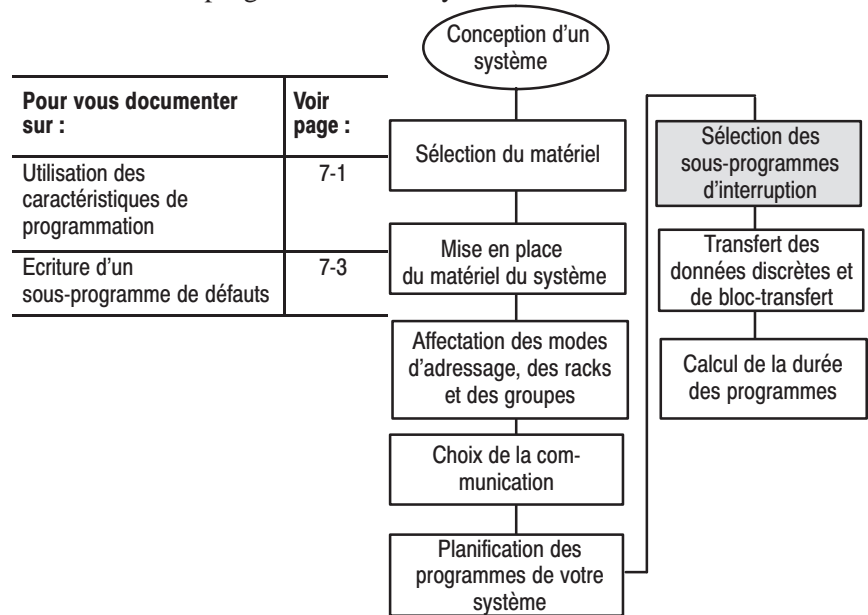 Conception d'un
système
Pour vous documenter
sur :
Voir
page :
Utilisation des
caractéristiques de
programmation
7-1
Ecriture d'un
sous-programme de défauts
7-3
Sélection du matériel
Mise en place
du matériel du système
Affectation des modes
d'adressage, des racks
et des groupes
Choix de la com-
munication
Planification des
programmes de votre
système
Sélection des
sous-programmes
d'interruption
Transfert des
données discrètes et
de bloc-transfert
Calcul de la durée
des programmes